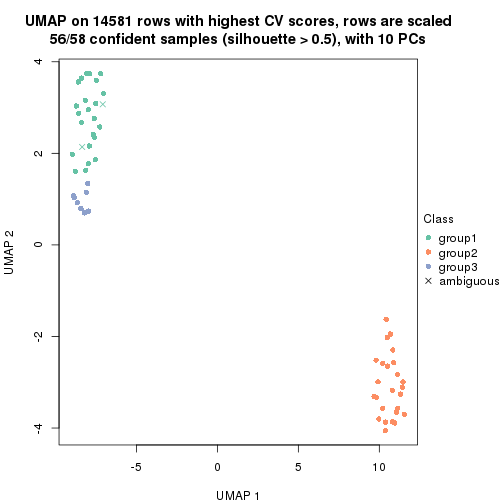 UMAP on 14581 rows with highest CV scores, rows are scaled
56/58 confident samples (silhouette > 0.5), with 10 PCs
4
2
0
-2
-4
UMAP 2
-5
0
5
10
UMAP 1
Class
group1
group2
group3
ambiguous